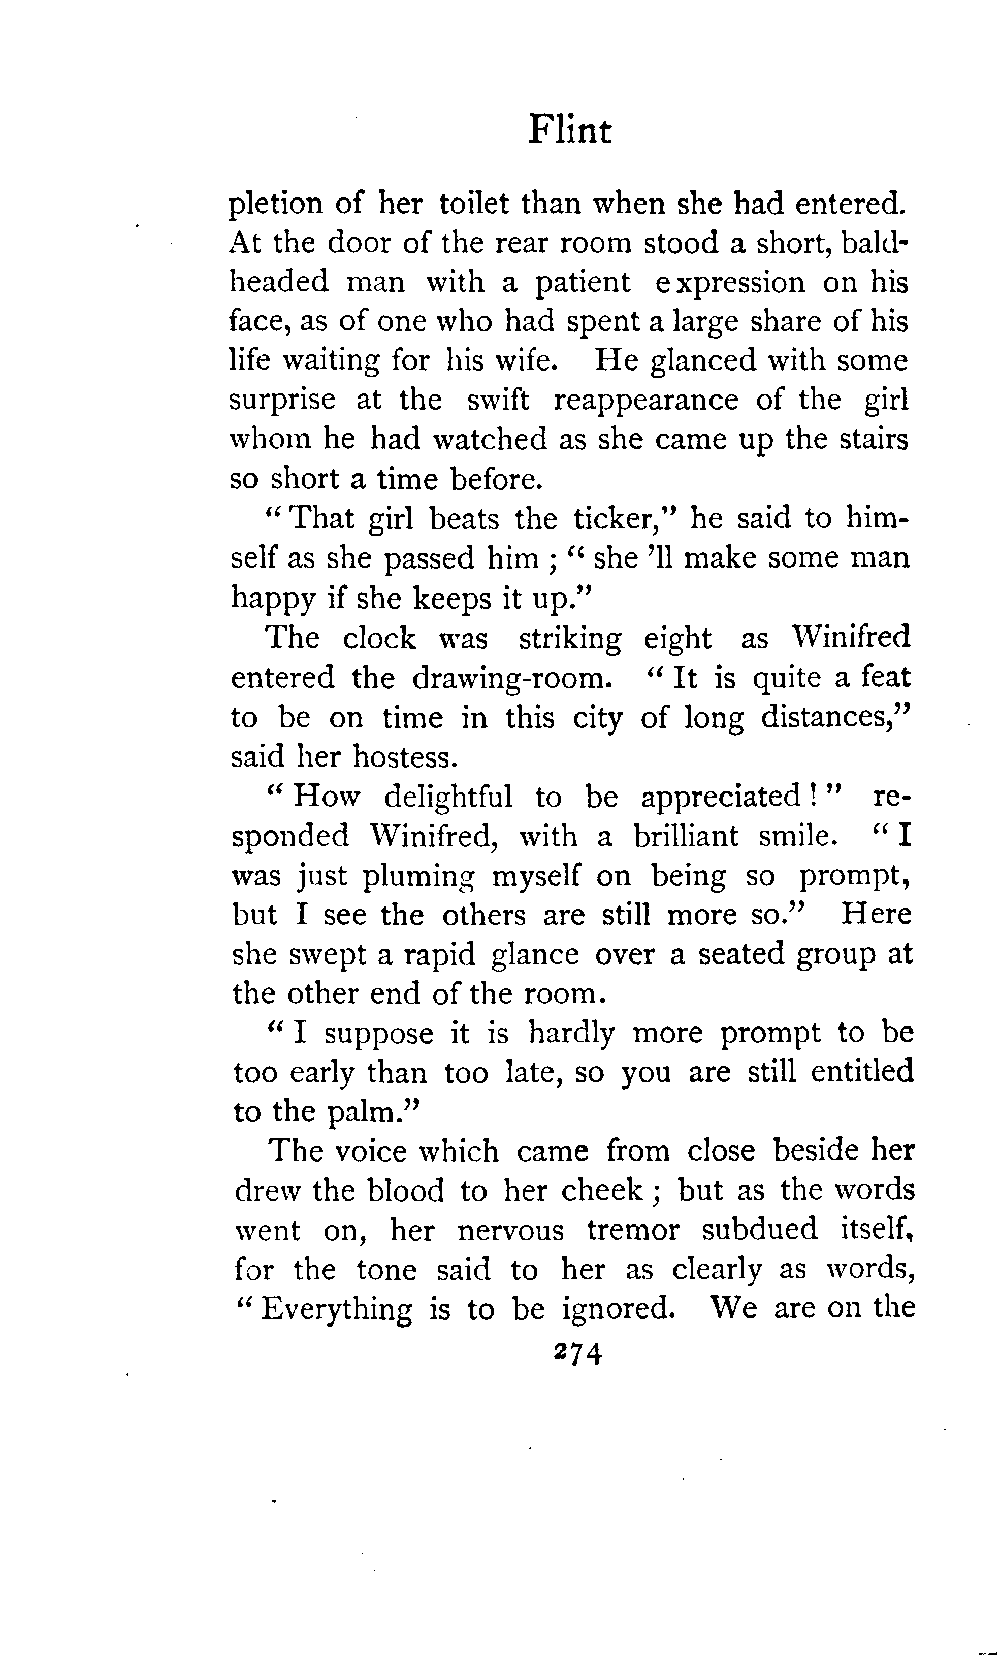 Flint
pletion of her toilet than when she had entered.
At the door of the rear room stood a short, bald-
headed man with a patient expression on his
face, as of one who had spent a large share of his
life waiting for his wife. He glanced with some
surprise at the swift reappearance of the girl
whom he had watched as she came up the stairs
so short a time before.
“That girl beats the ticker,” he said to him-
self as she passed him ; “ she ’ll make some man
happy if she keeps it up.”
The clock was striking eight as Winifred
entered the drawing-room. “ It is quite a feat
to be on time in this city of long distances,”
said her hostess.
“ How delightful to be appreciated ! ” re-
sponded Winifred, with a brilliant smile. “ I
was just pluming myself on being so prompt,
but I see the others are still more so.” Here
she swept a rapid glance over a seated group at
the other end of the room.
“ I suppose it is hardly more prompt to be
too early than too late, so you are still entitled
to the palm.”
The voice which came from close beside her
drew the blood to her cheek ; but as the words
went on, her nervous tremor subdued itself,
for the tone said to her as clearly as words,
“ Everything is to be ignored. We are on the
274